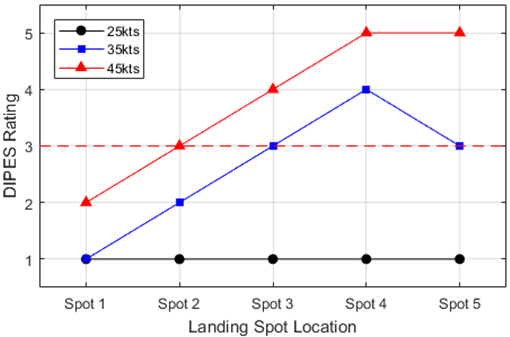 25kts
35kts
45kts
DIPES Rating
5
4
3
2
1
Spot 1 Spot 2 Spot 3 Spot 4 Spot 5
Landing Spot Location